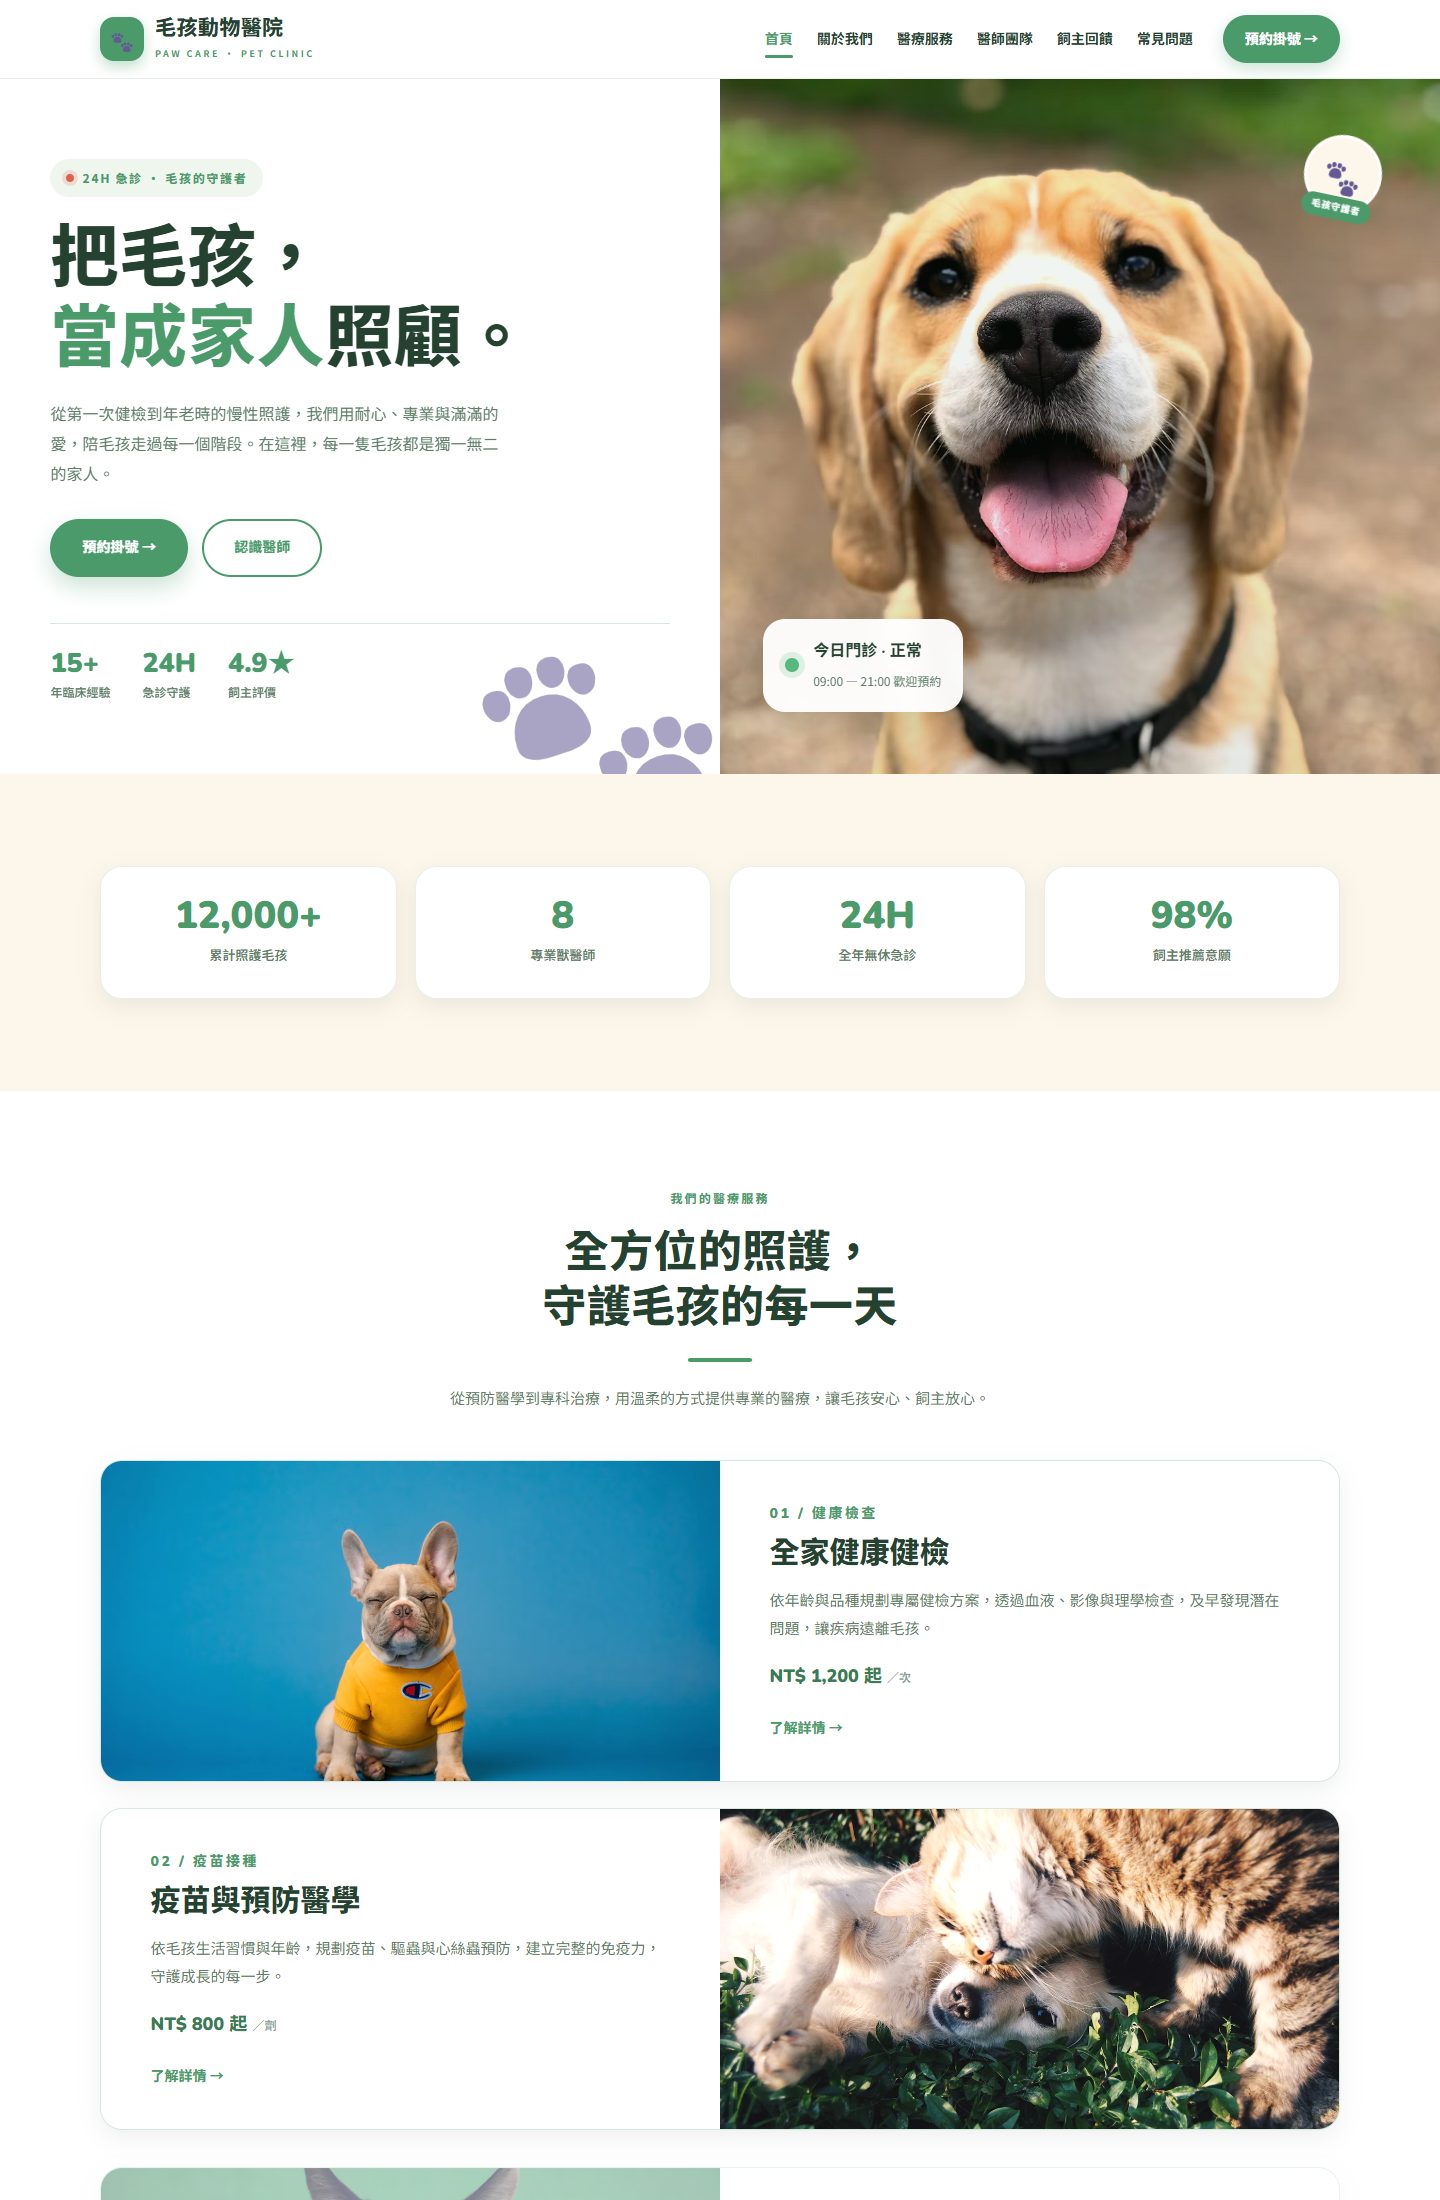 毛孩動物醫院
PAW CARE · PET CLINIC
首頁
關於我們
醫療服務
醫師團隊
飼主回饋
常見問題
預約掛號 →
24H 急診 · 毛孩的守護者
把毛孩，
當成家人照顧。
從第一次健檢到年老時的慢性照護，我們用耐心、專業與滿滿的
愛，陪毛孩走過每一個階段。在這裡，每一隻毛孩都是獨一無二
的家人。
預約掛號 →
認識醫師
15+
年臨床經驗
24H
急診守護
4.9★
飼主評價
毛孩守護者
今日門診 · 正常
09:00 — 21:00 歡迎預約
12,000+
累計照護毛孩
8
專業獸醫師
24H
全年無休急診
98%
飼主推薦意願
我們的醫療服務
全方位的照護，
守護毛孩的每一天
從預防醫學到專科治療，用溫柔的方式提供專業的醫療，讓毛孩安心、飼主放心。
01 / 健康檢查
全家健康健檢
依年齡與品種規劃專屬健檢方案，透過血液、影像與理學檢查，及早發現潛在
問題，讓疾病遠離毛孩。
NT$ 1,200 起 ／次
了解詳情 →
02 / 疫苗接種
疫苗與預防醫學
依毛孩生活習慣與年齡，規劃疫苗、驅蟲與心絲蟲預防，建立完整的免疫力，
守護成長的每一步。
NT$ 800 起 ／劑
了解詳情 →